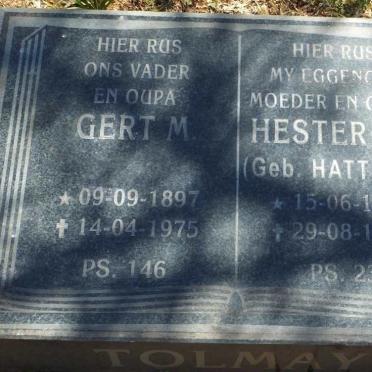 HIER RUS
ONS VADER
EN OUPA
GERT M.
★ 09-09-1897
✝ 14-04-1975
PS. 146
HIER RUS
MY
MOEDER EN
HESTER
(Geb. HATT
★ 15-06-1
✝ 29-08-1
PS. 2
TOLMAY